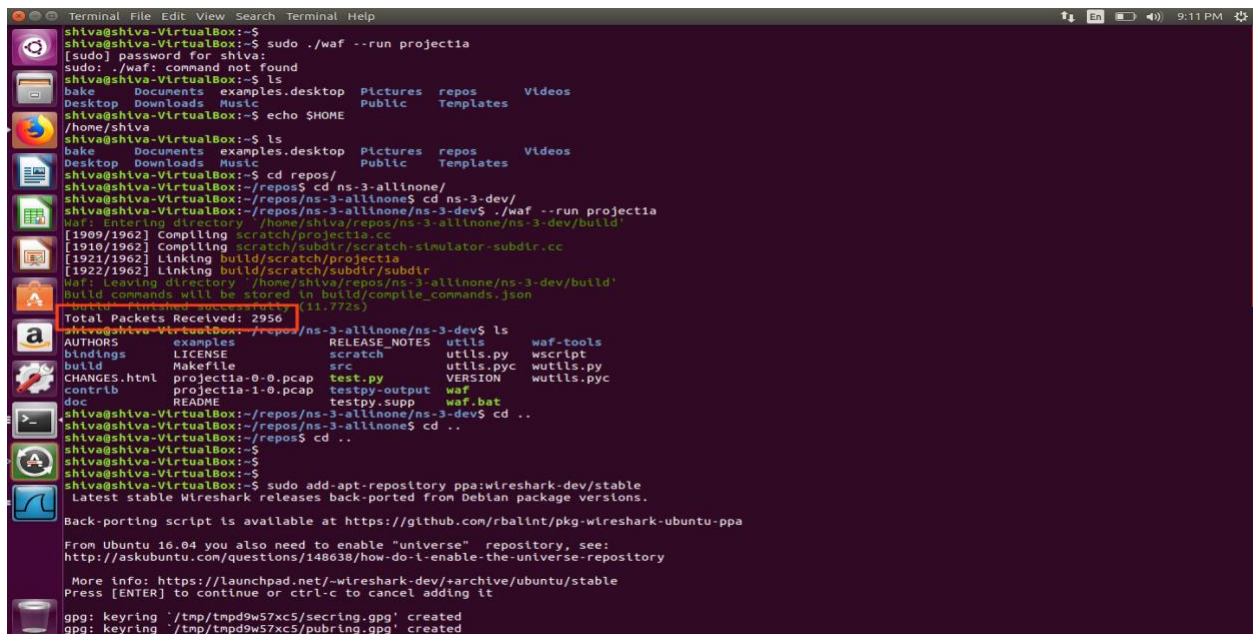 Terminal File Edit View Search Terminal Help
En 9:11 PM
shiva@shiva-VirtualBox:~$
shiva@shiva-VirtualBox:~$ sudo ./waf --run project1a
[sudo] password for shiva:
sudo: ./waf: command not found
shiva@shiva-VirtualBox:~$ ls
bake Documents examples.desktop Pictures repos Videos
Desktop Downloads Music Public Templates
shiva@shiva-VirtualBox:~$ echo $HOME
/home/shiva
shiva@shiva-VirtualBox:~$ ls
bake Documents examples.desktop Pictures repos Videos
Desktop Downloads Music Public Templates
shiva@shiva-VirtualBox:~$ cd repos/
shiva@shiva-VirtualBox:~/repos$ cd ns-3-allinone/
shiva@shiva-VirtualBox:~/repos/ns-3-allinone$ cd ns-3-dev/
shiva@shiva-VirtualBox:~/repos/ns-3-allinone/ns-3-dev$ ./waf --run project1a
Waf: Entering directory `/home/shiva/repos/ns-3-allinone/ns-3-dev/build'
[1909/1962] Compiling scratch/project1a.cc
[1910/1962] Compiling scratch/subdir/scratch-simulator-subdir.cc
[1921/1962] Linking build/scratch/project1a
[1922/1962] Linking build/scratch/subdir/subdir
Waf: Leaving directory `/home/shiva/repos/ns-3-allinone/ns-3-dev/build'
Build commands will be stored in build/compile_commands.json
'build' finished successfully (11.772s)
Total Packets Received: 2956
shiva@shiva-VirtualBox:~/repos/ns-3-allinone/ns-3-dev$ ls
AUTHORS examples RELEASE_NOTES utils waf-tools
bindings LICENSE scratch utils.py wscript
build Makefile src utils.pyc wutils.py
CHANGES.html project1a-0-0.pcap test.py VERSION wutils.pyc
contrib project1a-1-0.pcap testpy-output waf
doc README testpy.supp waf.bat
shiva@shiva-VirtualBox:~/repos/ns-3-allinone/ns-3-dev$ cd ..
shiva@shiva-VirtualBox:~/repos/ns-3-allinone$ cd ..
shiva@shiva-VirtualBox:~/repos$ cd ..
shiva@shiva-VirtualBox:~$
shiva@shiva-VirtualBox:~$
shiva@shiva-VirtualBox:~$ sudo add-apt-repository ppa:wireshark-dev/stable
Latest stable Wireshark releases back-ported from Debian package versions.
Back-porting script is available at https://github.com/rbalint/pkg-wireshark-ubuntu-ppa
From Ubuntu 16.04 you also need to enable "universe" repository, see:
http://askubuntu.com/questions/148638/how-do-i-enable-the-universe-repository
More info: https://launchpad.net/~wireshark-dev/+archive/ubuntu/stable
Press [ENTER] to continue or ctrl-c to cancel adding it
gpg: keyring `/tmp/tmpd9w57xc5/secring.gpg' created
gpg: keyring `/tmp/tmpd9w57xc5/pubring.gpg' created